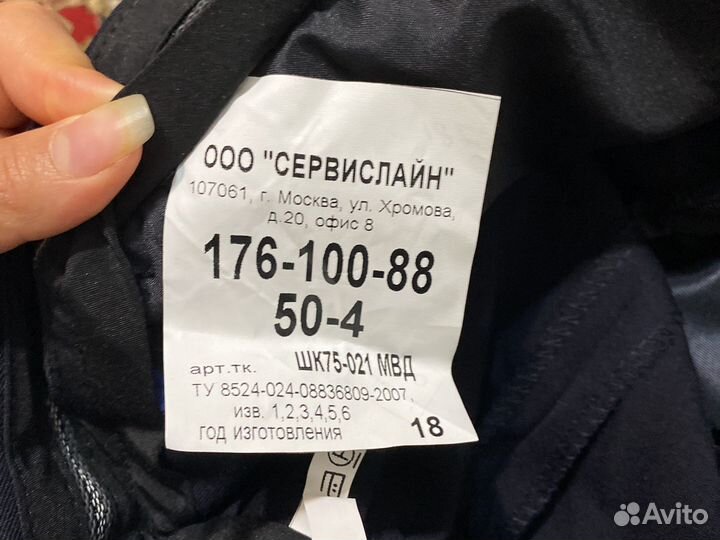 ООО "СЕРВИСЛАЙН"
107061, г. Москва, ул. Хромова,
д.20, офис 8
176-100-88
50-4
арт.тк. ШК75-021 МВД
ТУ 8524-024-08836809-2007,
изв. 1,2,3,4,5,6
год изготовления 18
Avito